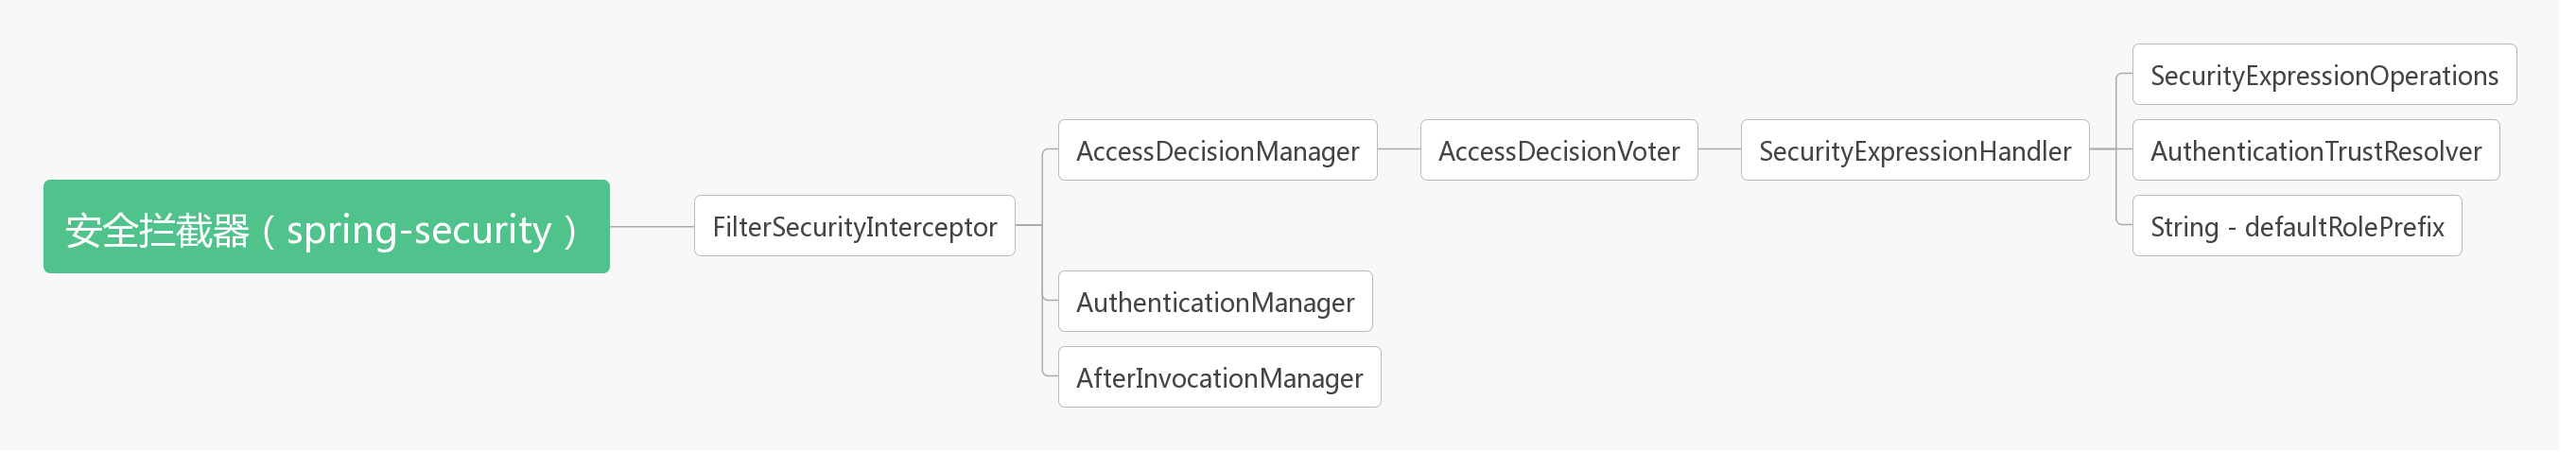 安全拦截器（spring-security）
FilterSecurityInterceptor
AccessDecisionManager
AccessDecisionVoter
SecurityExpressionHandler
SecurityExpressionOperations
AuthenticationTrustResolver
String - defaultRolePrefix
AuthenticationManager
AfterInvocationManager